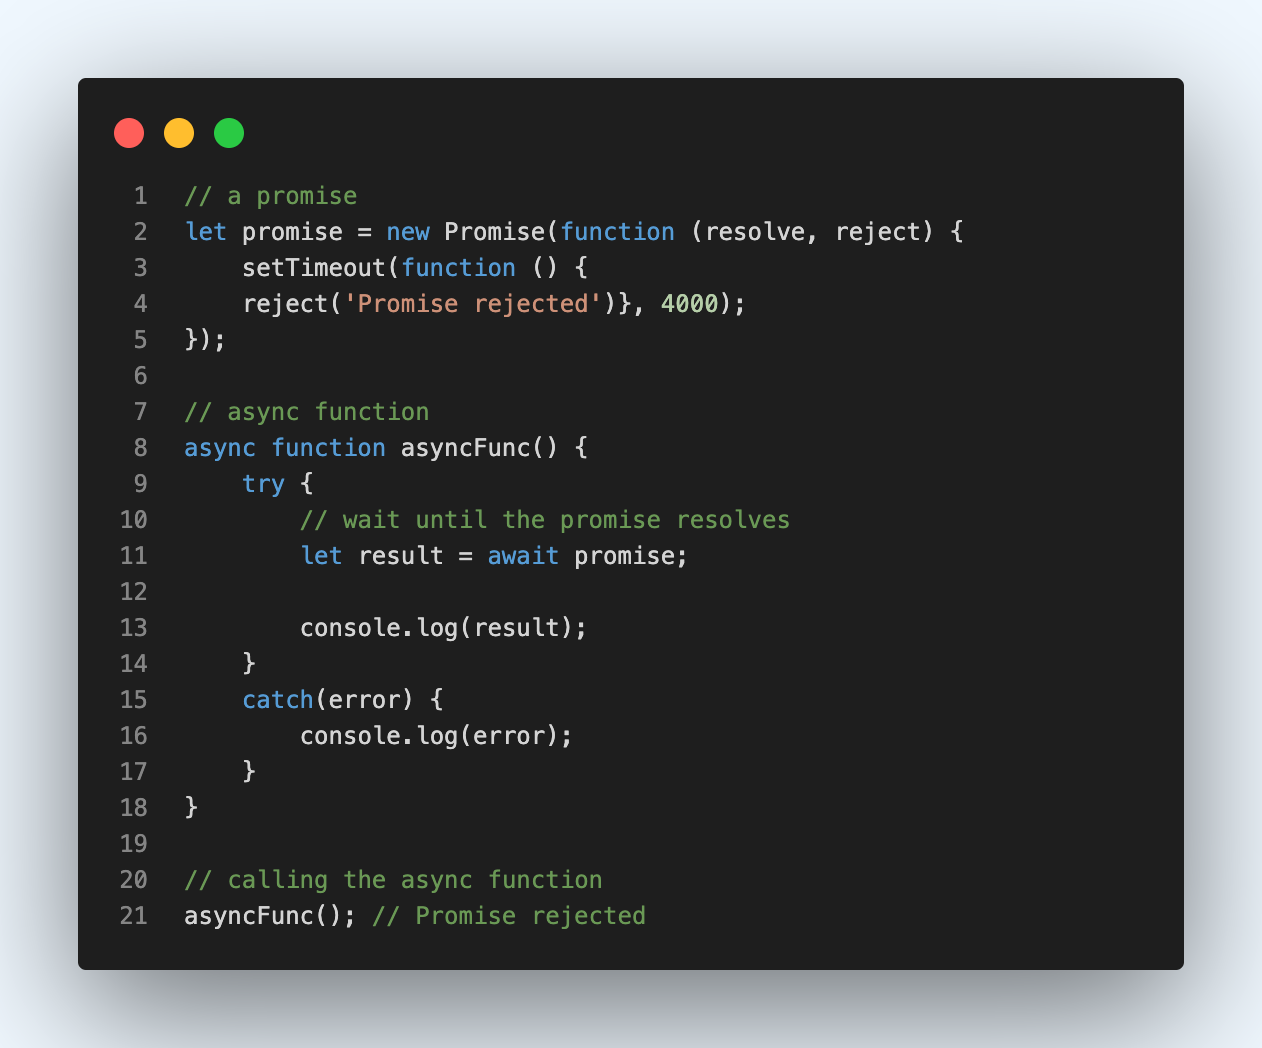 1 // a promise
2 let promise = new Promise(function (resolve, reject) {
3     setTimeout(function () {
4     reject('Promise rejected')}, 4000);
5 });
6
7 // async function
8 async function asyncFunc() {
9     try {
10         // wait until the promise resolves
11         let result = await promise;
12
13         console.log(result);
14     }
15     catch(error) {
16         console.log(error);
17     }
18 }
19
20 // calling the async function
21 asyncFunc(); // Promise rejected